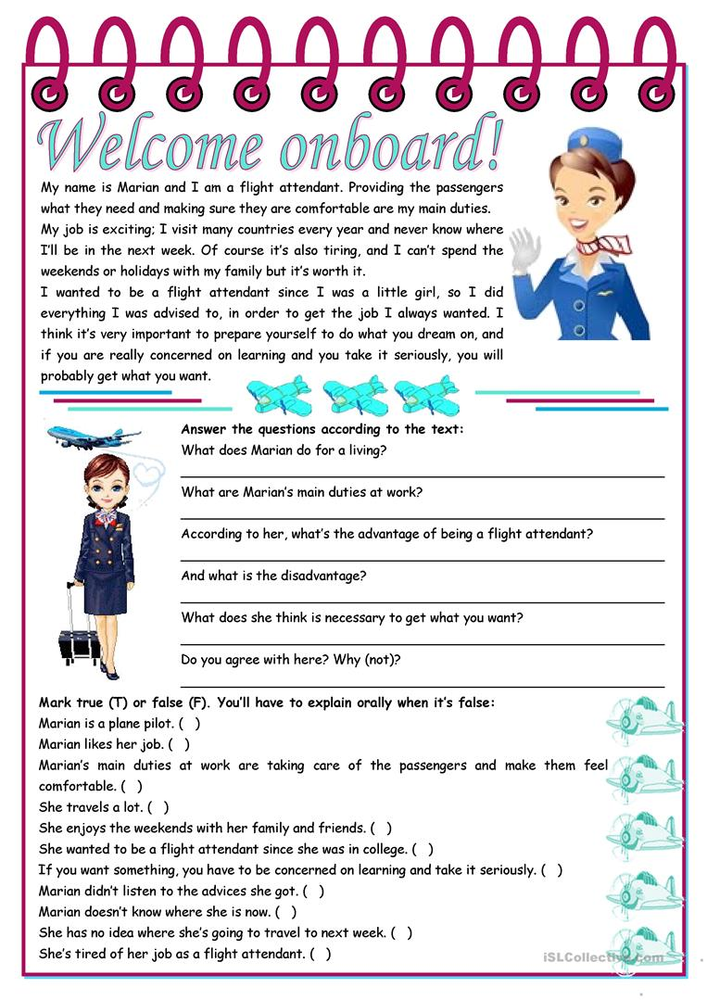 Welcome onboard!
My name is Marian and I am a flight attendant. Providing the passengers
what they need and making sure they are comfortable are my main duties.
My job is exciting; I visit many countries every year and never know where
I'll be in the next week. Of course it's also tiring, and I can't spend the
weekends or holidays with my family but it's worth it.
I wanted to be a flight attendant since I was a little girl, so I did
everything I was advised to, in order to get the job I always wanted. I
think it's very important to prepare yourself to do what you dream on, and
if you are really concerned on learning and you take it seriously, you will
probably get what you want.
Answer the questions according to the text:
What does Marian do for a living?
What are Marian's main duties at work?
According to her, what's the advantage of being a flight attendant?
And what is the disadvantage?
What does she think is necessary to get what you want?
Do you agree with here? Why (not)?
Mark true (T) or false (F). You'll have to explain orally when it's false:
Marian is a plane pilot. ( )
Marian likes her job. ( )
Marian's main duties at work are taking care of the passengers and make them feel
comfortable. ( )
She travels a lot. ( )
She enjoys the weekends with her family and friends. ( )
She wanted to be a flight attendant since she was in college. ( )
If you want something, you have to be concerned on learning and take it seriously. ( )
Marian didn't listen to the advices she got. ( )
Marian doesn't know where she is now. ( )
She has no idea where she's going to travel to next week. ( )
She's tired of her job as a flight attendant. ( )
iSLCollective.com